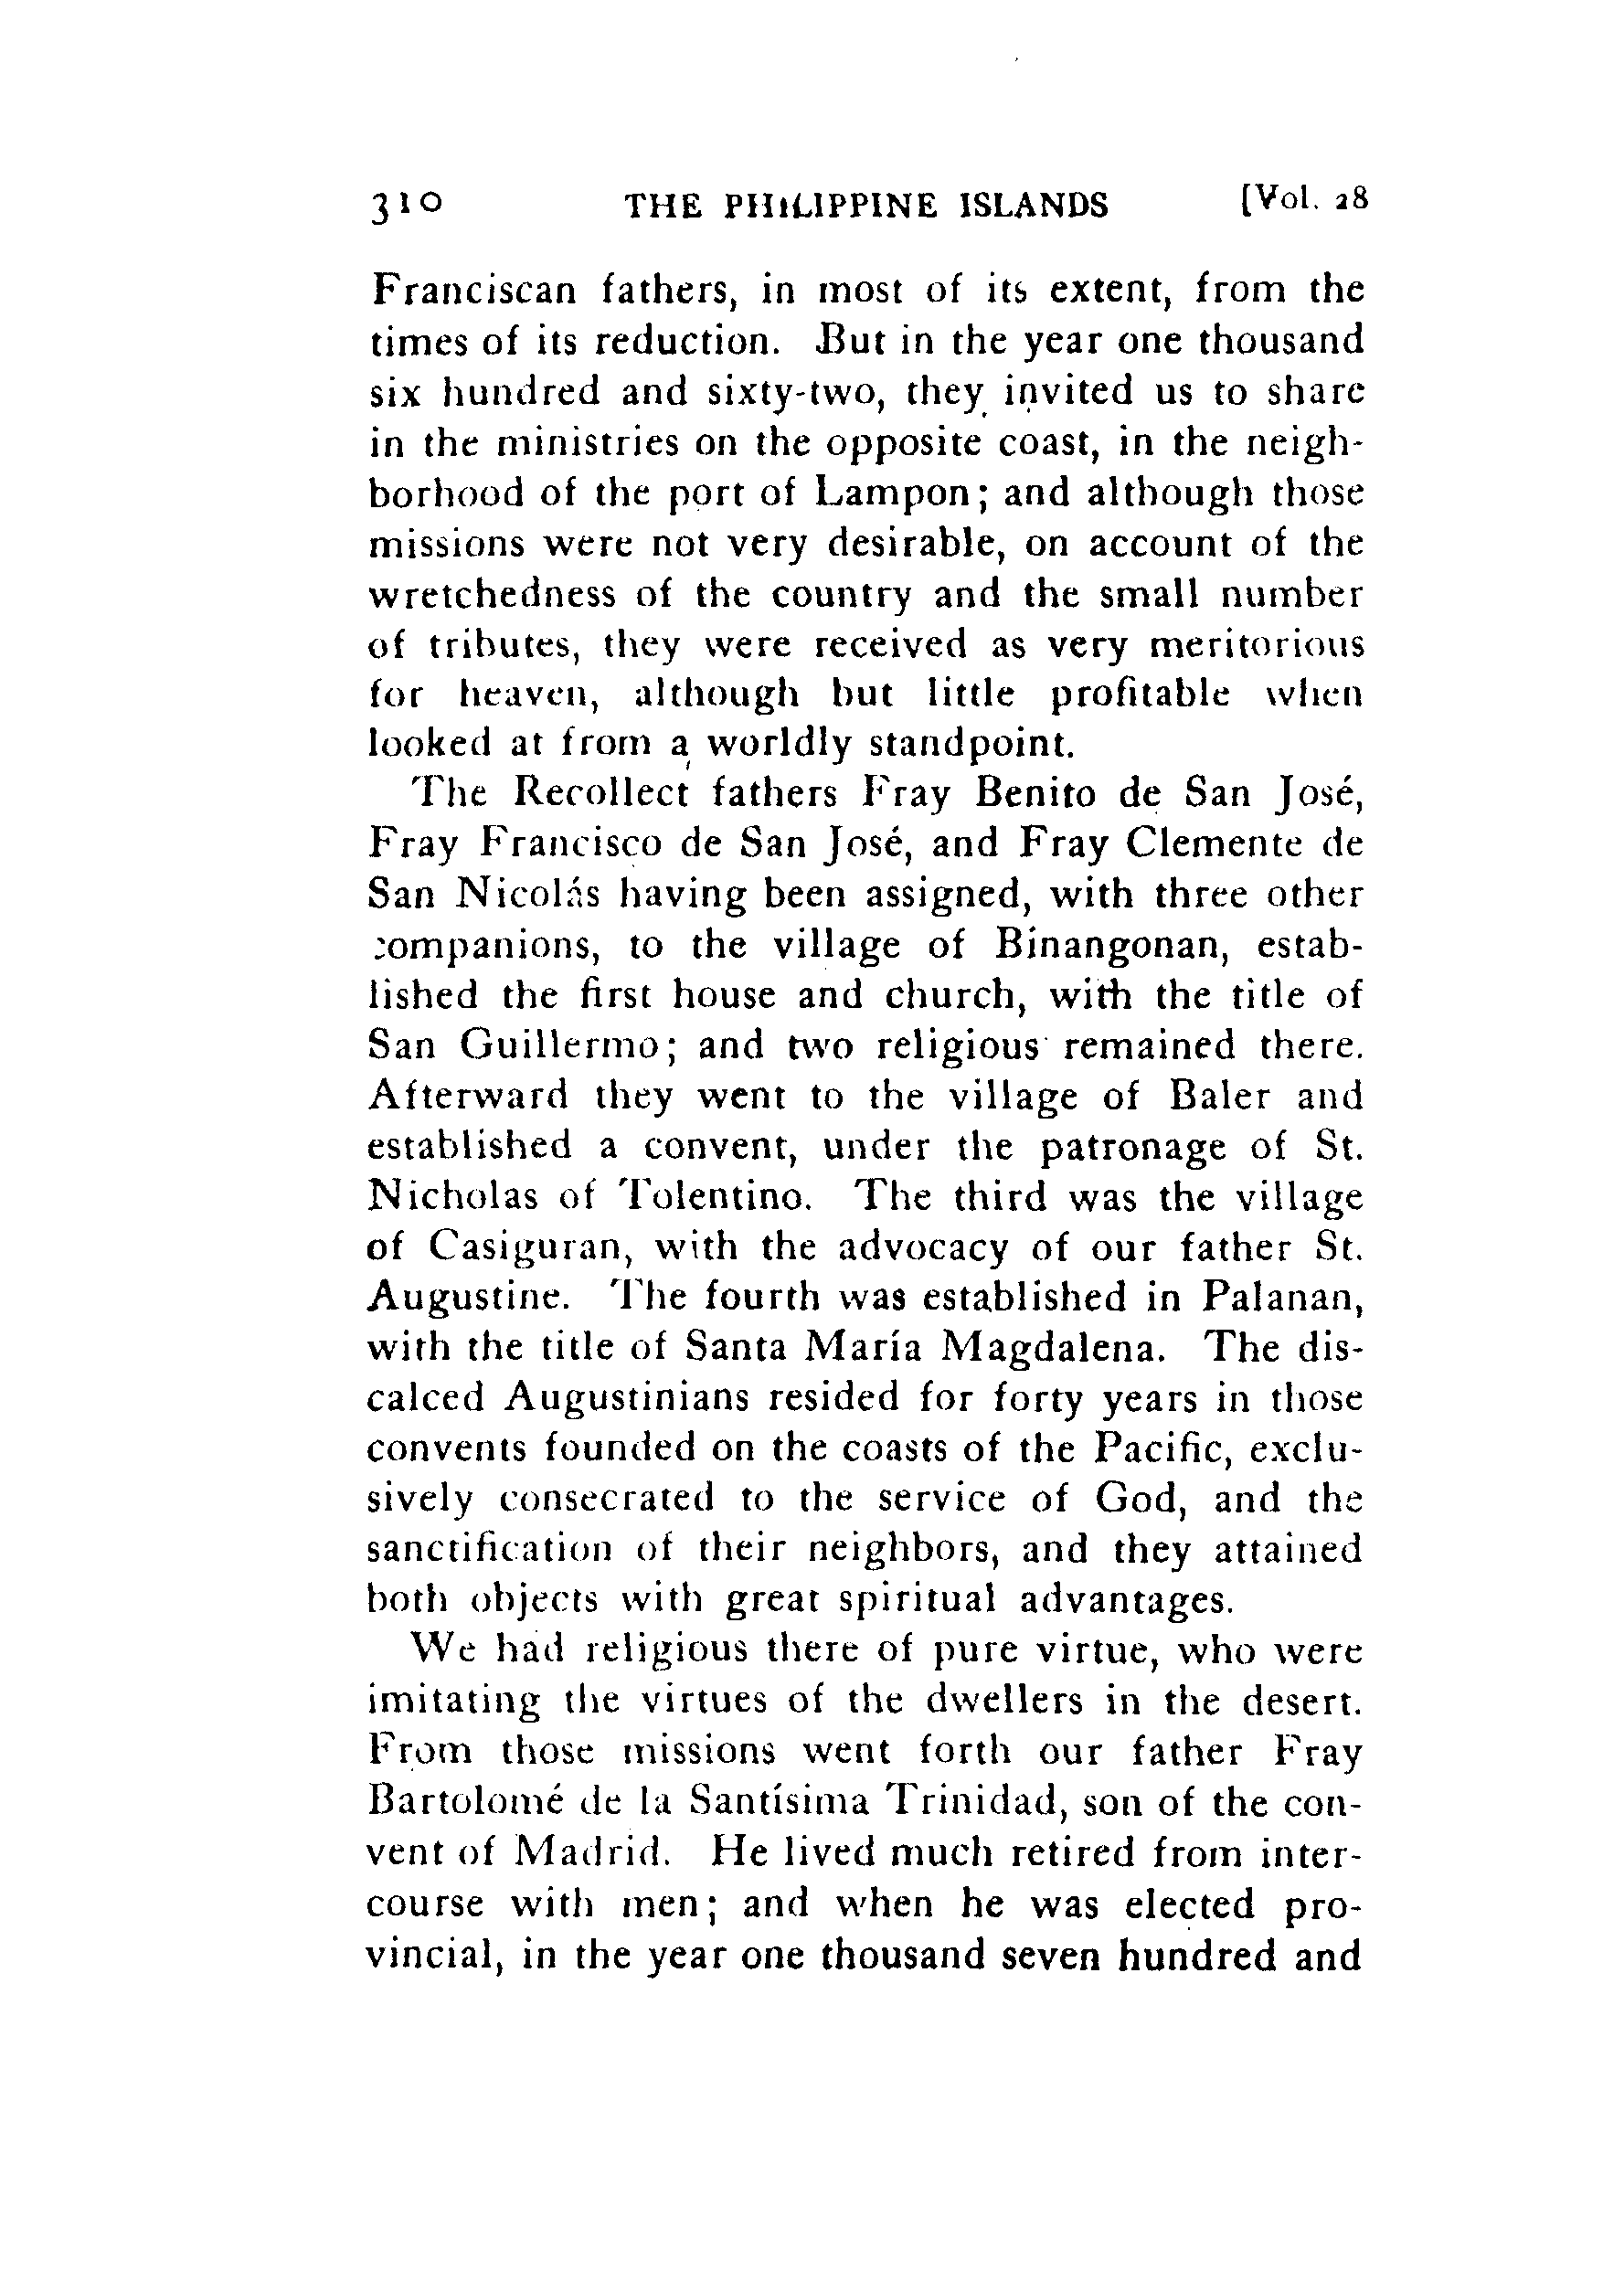 310 THE PHILIPPINE ISLANDS [Vol. 28
Franciscan fathers, in most of its extent, from the
times of its reduction. But in the year one thousand
six hundred and sixty-two, they invited us to share
in the ministries on the opposite coast, in the neigh-
borhood of the port of Lampon; and although those
missions were not very desirable, on account of the
wretchedness of the country and the small number
of tributes, they were received as very meritorious
for heaven, although but little profitable when
looked at from a worldly standpoint.
The Recollect fathers Fray Benito de San José,
Fray Francisco de San José, and Fray Clemente de
San Nicolás having been assigned, with three other
companions, to the village of Binangonan, estab-
lished the first house and church, with the title of
San Guillermo; and two religious remained there.
Afterward they went to the village of Baler and
established a convent, under the patronage of St.
Nicholas of Tolentino. The third was the village
of Casiguran, with the advocacy of our father St.
Augustine. The fourth was established in Palanan,
with the title of Santa María Magdalena. The dis-
calced Augustinians resided for forty years in those
convents founded on the coasts of the Pacific, exclu-
sively consecrated to the service of God, and the
sanctification of their neighbors, and they attained
both objects with great spiritual advantages.
We had religious there of pure virtue, who were
imitating the virtues of the dwellers in the desert.
From those missions went forth our father Fray
Bartolomé de la Santísima Trinidad, son of the con-
vent of Madrid. He lived much retired from inter-
course with men; and when he was elected pro-
vincial, in the year one thousand seven hundred and